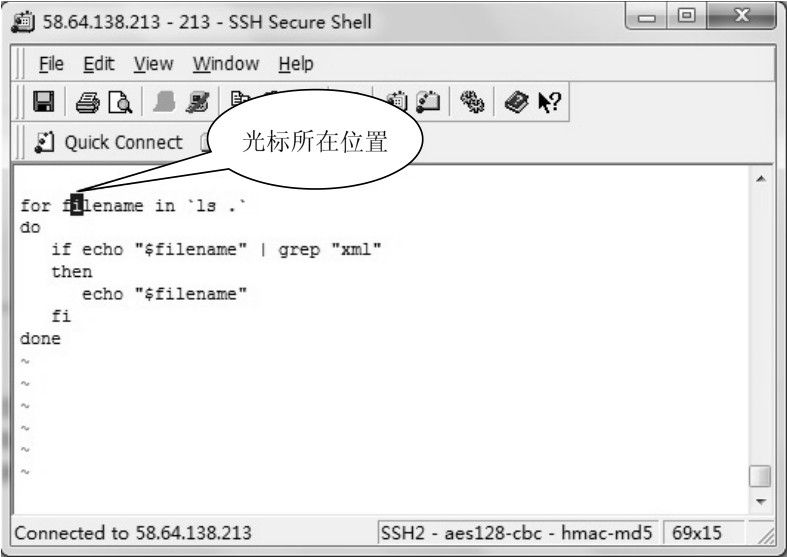 58.64.138.213 - 213 - SSH Secure Shell
File Edit View Window Help
Quick Connect
光标所在位置
for filename in `ls .`
do
   if echo "$filename" | grep "xml"
   then
      echo "$filename"
   fi
done
~
~
~
~
~
~
Connected to 58.64.138.213 SSH2 - aes128-cbc - hmac-md5 69x15